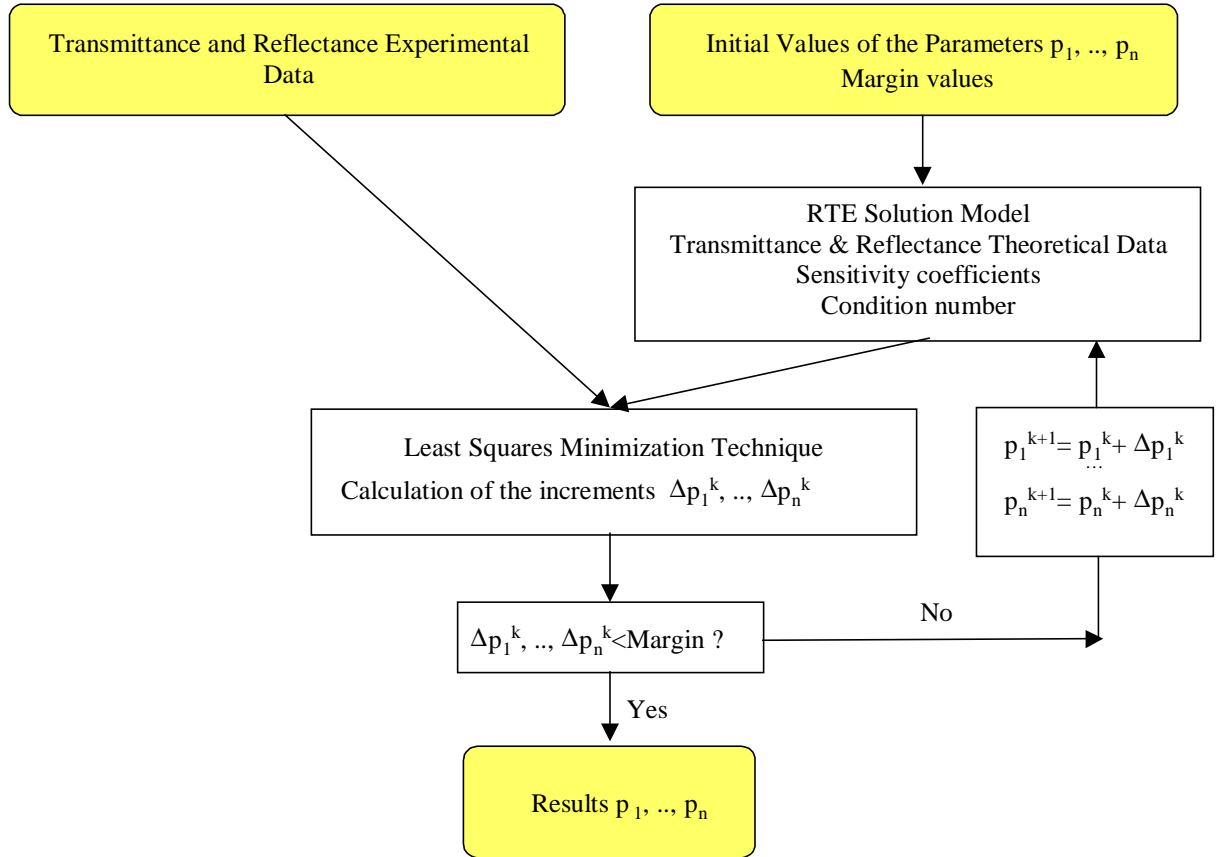 Transmittance and Reflectance Experimental
Data
Initial Values of the Parameters p₁, .., pₙ
Margin values
RTE Solution Model
Transmittance & Reflectance Theoretical Data
Sensitivity coefficients
Condition number
Least Squares Minimization Technique
Calculation of the increments Δp₁ᵏ, .., Δpₙᵏ
p₁ᵏ⁺¹= p₁ᵏ+ Δp₁ᵏ
...
pₙᵏ⁺¹= pₙᵏ+ Δpₙᵏ
Δp₁ᵏ, .., Δpₙᵏ<Margin ?
No
Yes
Results p₁, .., pₙ